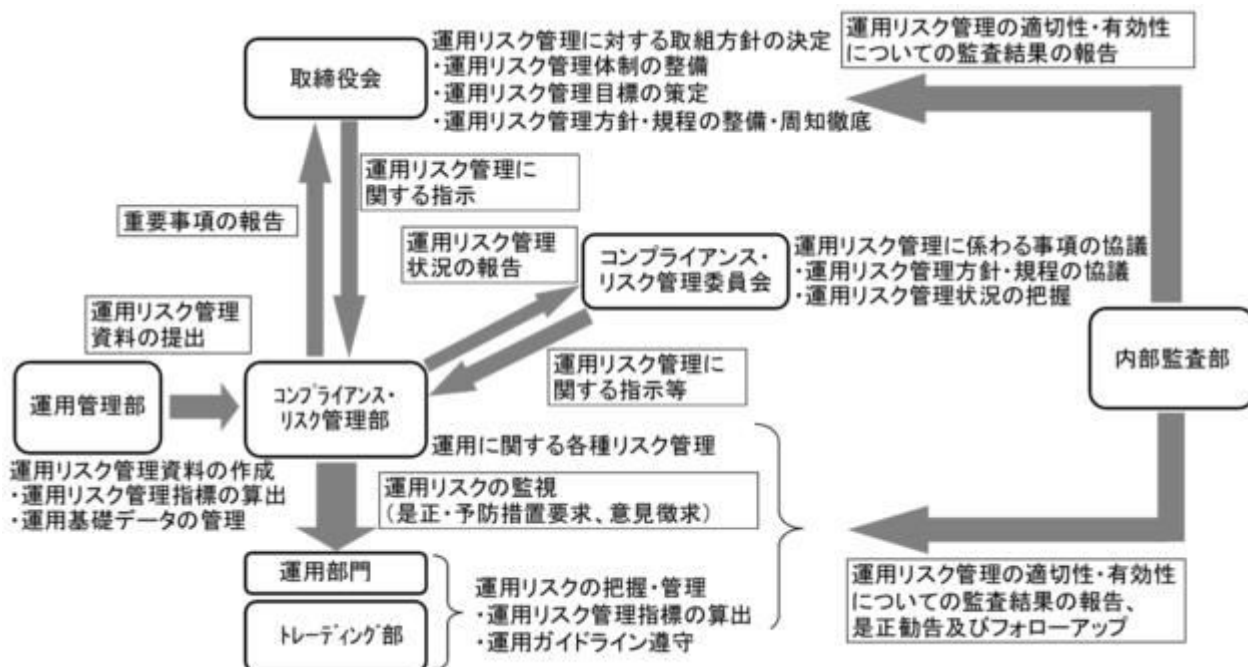 取締役会
運用リスク管理に対する取組方針の決定
・運用リスク管理体制の整備
・運用リスク管理目標の策定
・運用リスク管理方針・規程の整備・周知徹底
運用リスク管理の適切性・有効性
についての監査結果の報告
運用リスク管理に
関する指示
重要事項の報告
運用リスク管理
状況の報告
コンプライアンス・
リスク管理委員会
運用リスク管理に係わる事項の協議
・運用リスク管理方針・規程の協議
・運用リスク管理状況の把握
運用リスク管理
資料の提出
運用リスク管理に
関する指示等
内部監査部
運用管理部
コンプライアンス・
リスク管理部
運用に関する各種リスク管理
運用リスク管理資料の作成
・運用リスク管理指標の算出
・運用基礎データの管理
運用リスクの監視
（是正・予防措置要求、意見徴求）
運用部門
トレーディング部
運用リスクの把握・管理
・運用リスク管理指標の算出
・運用ガイドライン遵守
運用リスク管理の適切性・有効性
についての監査結果の報告、
是正勧告及びフォローアップ